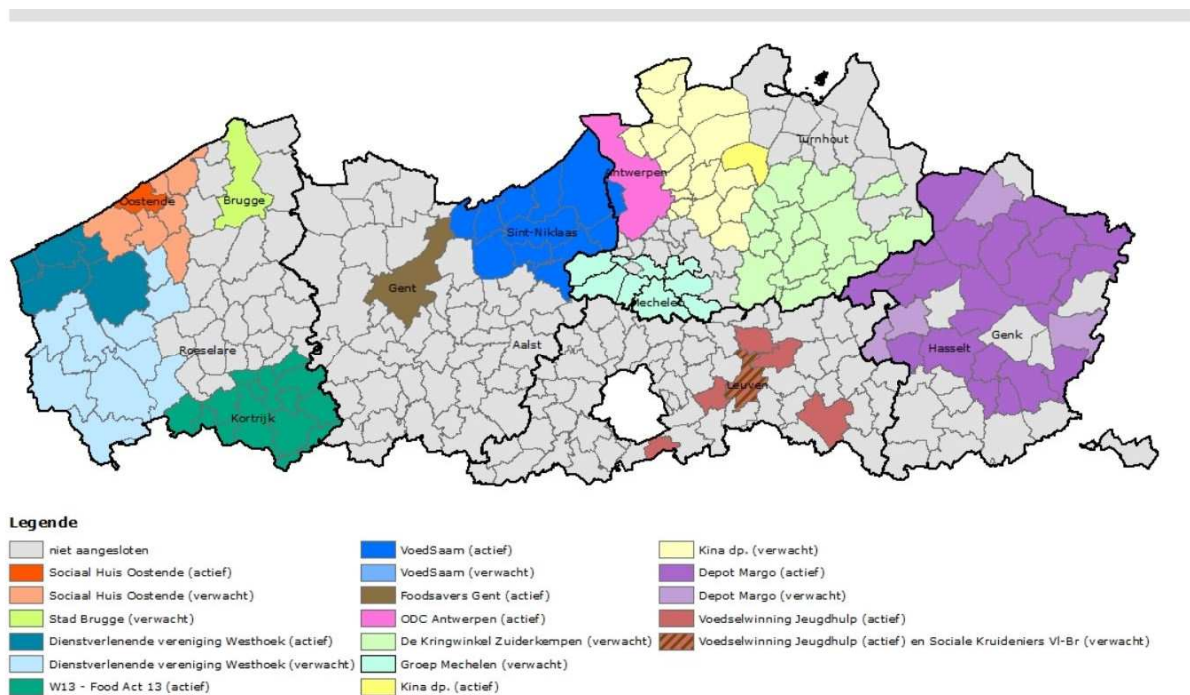 Turnhout
Antwerpen
Oostende
Brugge
Sint-Niklaas
Gent
Mechelen
Roeselare
Aalst
Hasselt
Genk
Leuven
Kortrijk
Legende
niet aangesloten
Sociaal Huis Oostende (actief)
Sociaal Huis Oostende (verwacht)
Stad Brugge (verwacht)
Dienstverlenende vereniging Westhoek (actief)
Dienstverlenende vereniging Westhoek (verwacht)
W13 - Food Act 13 (actief)
VoedSaam (actief)
VoedSaam (verwacht)
Foodsavers Gent (actief)
ODC Antwerpen (actief)
De Kringwinkel Zuiderkempen (verwacht)
Groep Mechelen (verwacht)
Kina dp. (actief)
Kina dp. (verwacht)
Depot Margo (actief)
Depot Margo (verwacht)
Voedselwinning Jeugdhulp (actief)
Voedselwinning Jeugdhulp (actief) en Sociale Kruideniers Vl-Br (verwacht)